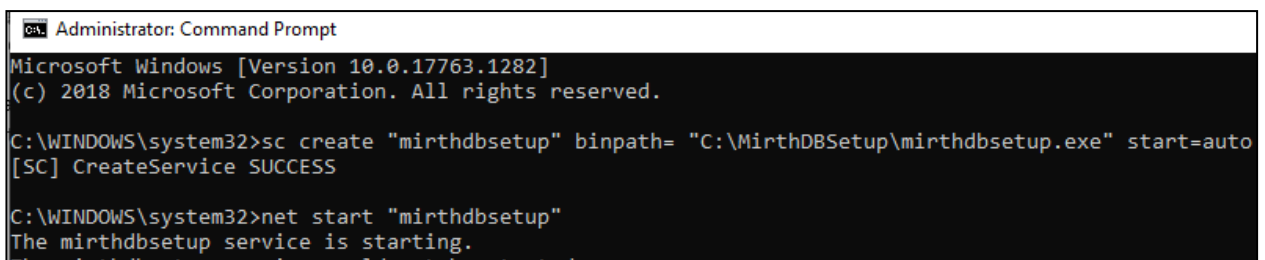 Administrator: Command Prompt
Microsoft Windows [Version 10.0.17763.1282]
(c) 2018 Microsoft Corporation. All rights reserved.
C:\WINDOWS\system32>sc create "mirthdbsetup" binpath= "C:\MirthDBSetup\mirthdbsetup.exe" start=auto
[SC] CreateService SUCCESS
C:\WINDOWS\system32>net start "mirthdbsetup"
The mirthdbsetup service is starting.